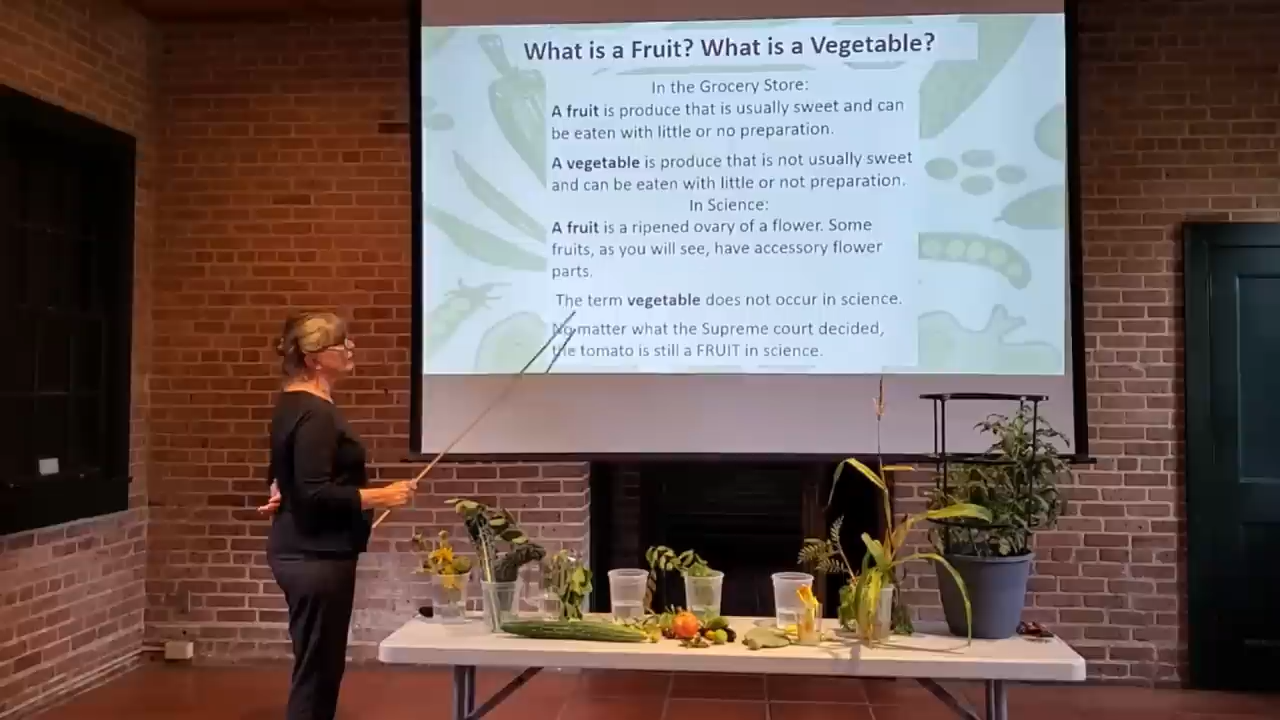 What is a Fruit? What is a Vegetable?
In the Grocery Store:
A fruit is produce that is usually sweet and can
be eaten with little or no preparation.
A vegetable is produce that is not usually sweet
and can be eaten with little or not preparation.
In Science:
A fruit is a ripened ovary of a flower. Some
fruits, as you will see, have accessory flower
parts.
The term vegetable does not occur in science.
No matter what the Supreme court decided,
the tomato is still a FRUIT in science.